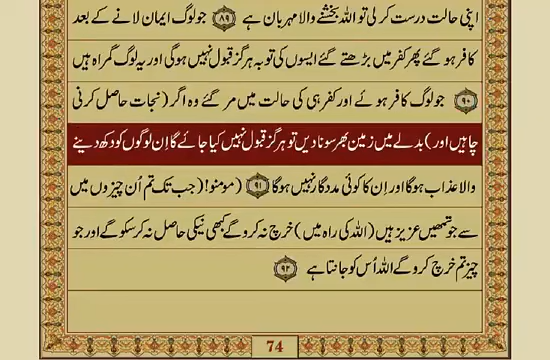 اپنی حالت درست کر لی تو اللہ بخشنے والا مہربان ہے ﴿۸۹﴾ جو لوگ ایمان لانے کے بعد
کافر ہو گئے پھر کفر میں بڑھتے گئے ایسوں کی توبہ ہرگز قبول نہیں ہوگی اور یہ لوگ گمراہ ہیں
﴿۹۰﴾ جو لوگ کافر ہوئے اور کفر ہی کی حالت میں مر گئے وہ اگر (نجات حاصل کرنی
چاہیں اور) بدلے میں زمین بھر سونا دیں تو ہرگز قبول نہیں کیا جائے گا اِن لوگوں کو دکھ دینے
والا عذاب ہوگا اور اِن کا کوئی مددگار نہیں ہوگا ﴿۹۱﴾ (مومنو!) جب تک تم اُن چیزوں میں
سے جو تمھیں عزیز ہیں (اللہ کی راہ میں) خرچ نہ کرو گے کبھی نیکی حاصل نہ کر سکو گے اور جو
چیز تم خرچ کرو گے اللہ اُس کو جانتا ہے ﴿۹۲﴾
74